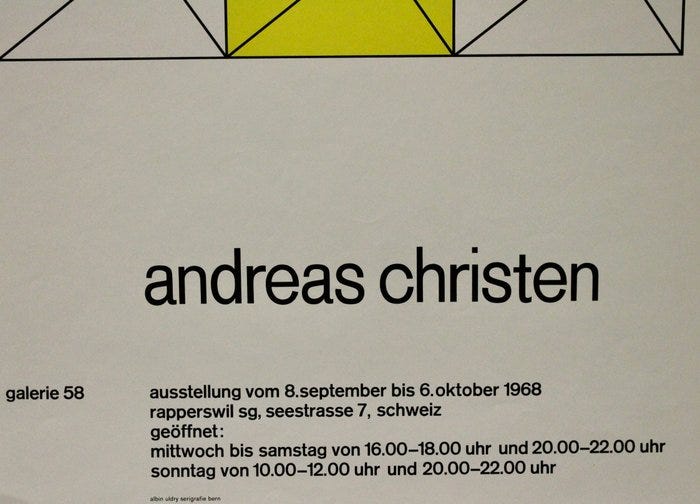 andreas christen
galerie 58
ausstellung vom 8.september bis 6.oktober 1968
rapperswil sg, seestrasse 7, schweiz
geöffnet:
mittwoch bis samstag von 16.00–18.00 uhr und 20.00–22.00 uhr
sonntag von 10.00–12.00 uhr und 20.00–22.00 uhr
albin uldry serigrafie bern